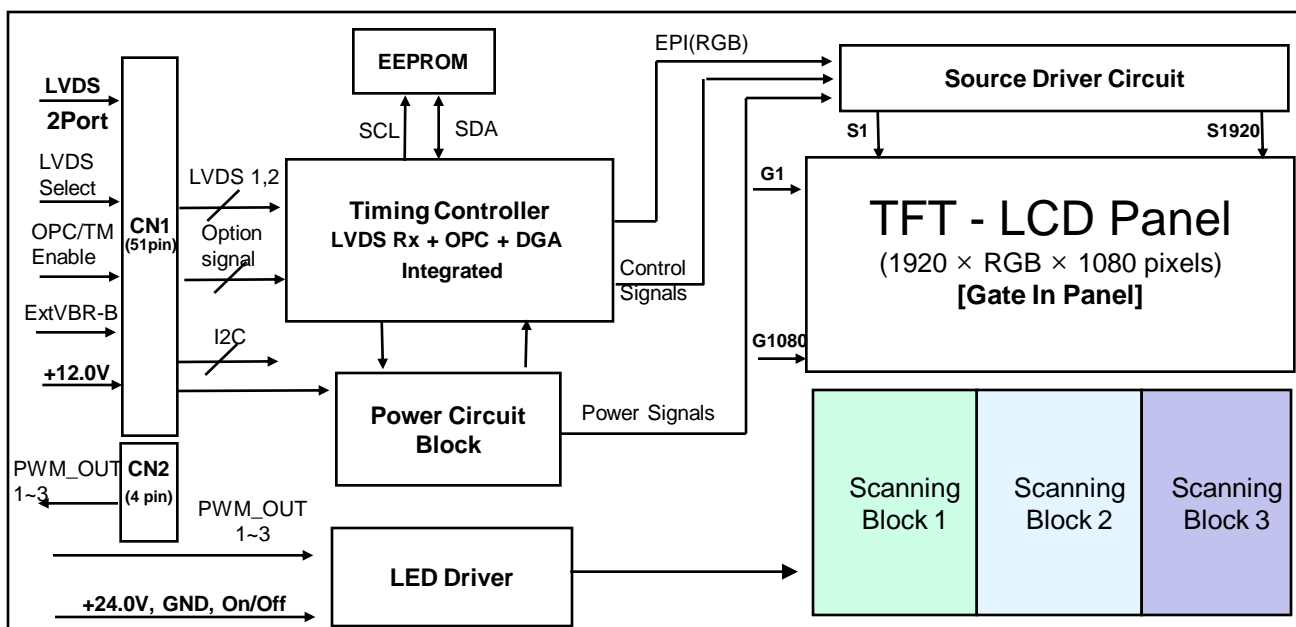 LVDS
2Port
LVDS
Select
OPC/TM
Enable
ExtVBR-B
+12.0V
CN1
(51pin)
PWM_OUT
1~3
CN2
(4 pin)
EEPROM
SCL
SDA
LVDS 1,2
Option
signal
I2C
Timing Controller
LVDS Rx + OPC + DGA
Integrated
Power Circuit
Block
EPI(RGB)
Control
Signals
Power Signals
Source Driver Circuit
S1
S1920
G1
G1080
TFT - LCD Panel
(1920 × RGB × 1080 pixels)
[Gate In Panel]
PWM_OUT
1~3
+24.0V, GND, On/Off
LED Driver
Scanning
Block 1
Scanning
Block 2
Scanning
Block 3